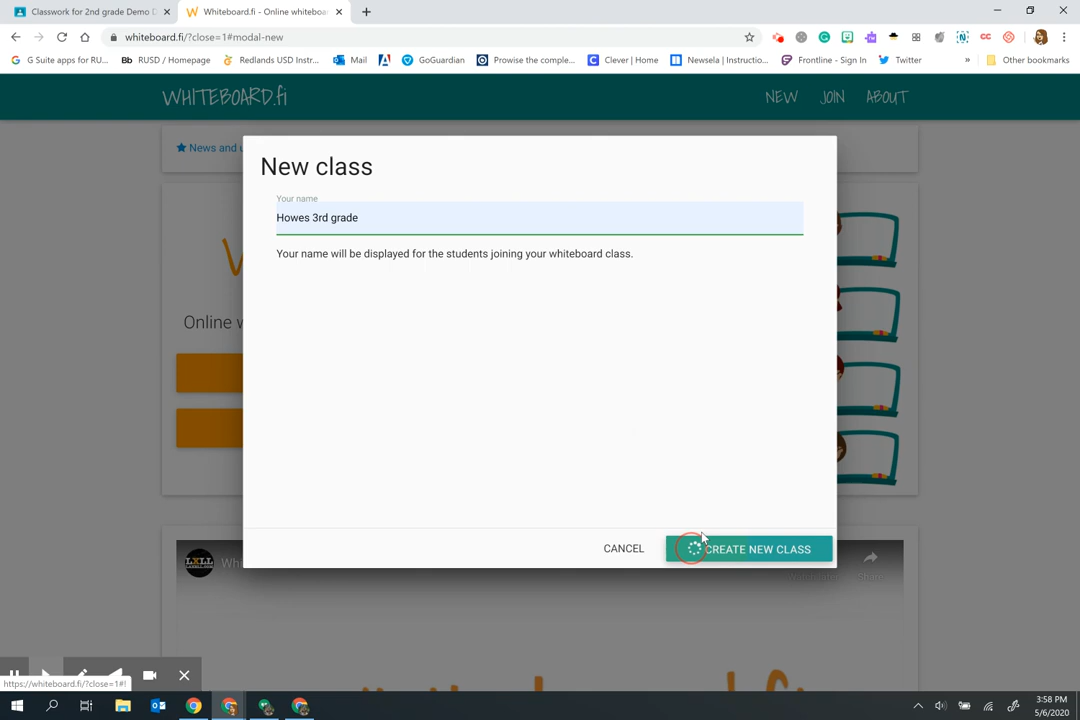 Classwork for 2nd grade Demo D
Whiteboard.fi - Online whiteboar
whiteboard.fi/?close=1#modal-new
G Suite apps for RU...
Bb RUSD / Homepage
Redlands USD Instr...
Mail
GoGuardian
Prowise the comple...
Clever | Home
Newsela | Instructio...
Frontline - Sign In
Twitter
»
Other bookmarks
WHITEBOARD.fi
NEW
JOIN
ABOUT
News and u
New class
Your name
Howes 3rd grade
Your name will be displayed for the students joining your whiteboard class.
Online w
CANCEL
CREATE NEW CLASS
Whi
Share
https://whiteboard.fi/?close=1#!
3:58 PM
5/6/2020